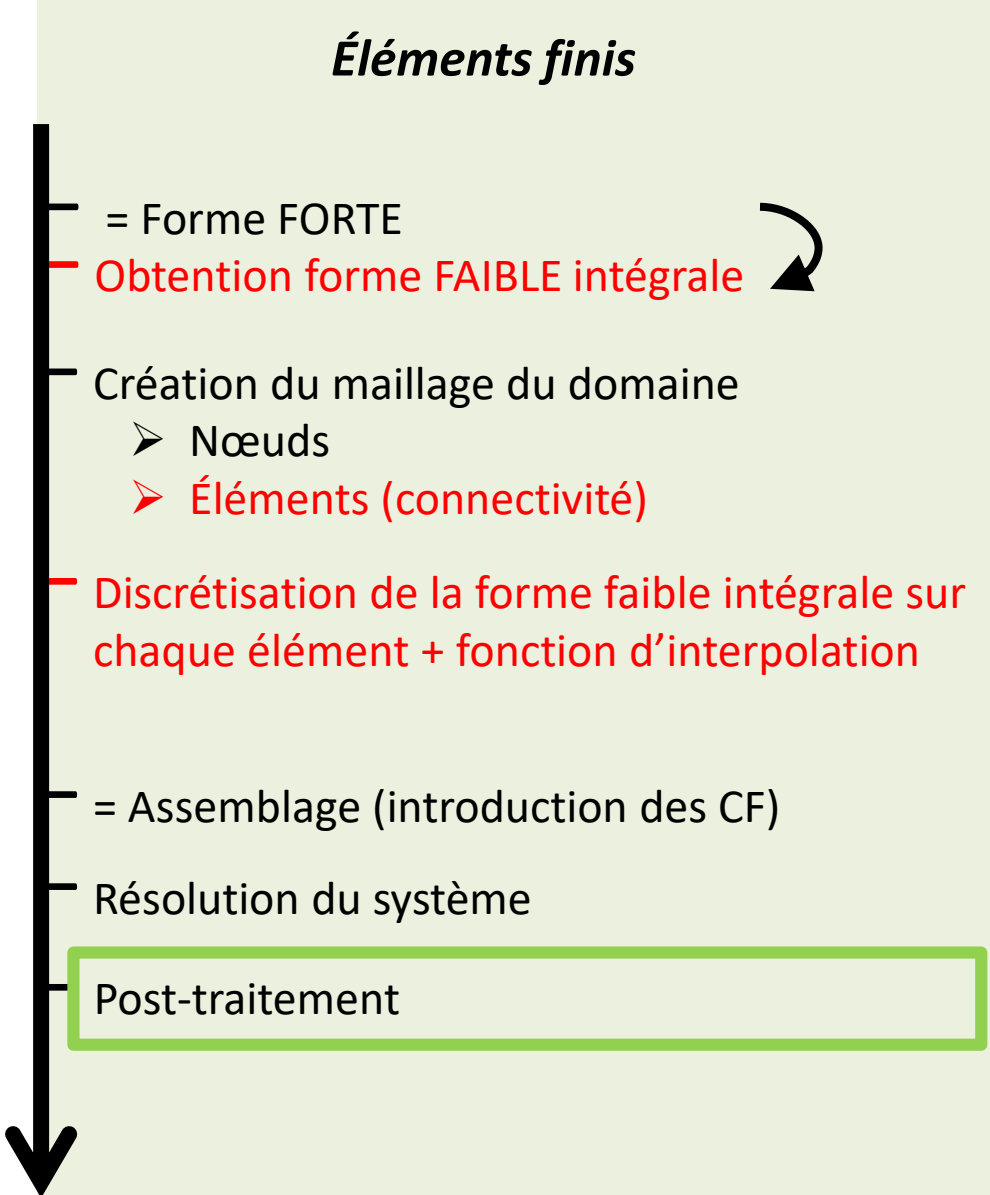 Éléments finis
= Forme FORTE
Obtention forme FAIBLE intégrale
Création du maillage du domaine
➢ Nœuds
➢ Éléments (connectivité)
Discrétisation de la forme faible intégrale sur
chaque élément + fonction d’interpolation
= Assemblage (introduction des CF)
Résolution du système
Post-traitement